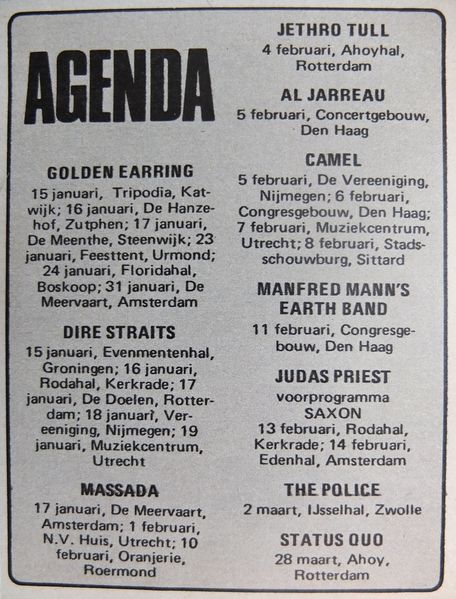 AGENDA
GOLDEN EARRING
15 januari, Tripodia, Kat-
wijk; 16 januari, De Hanze-
hof, Zutphen; 17 januari,
De Meenthe, Steenwijk; 23
januari, Feesttent, Urmond;
24 januari, Floridahal,
Boskoop; 31 januari, De
Meervaart, Amsterdam
DIRE STRAITS
15 januari, Evenmentenhal,
Groningen; 16 januari,
Rodahal, Kerkrade; 17
januari, De Doelen, Rotter-
dam; 18 januari, Ver-
eeniging, Nijmegen; 19
januari, Muziekcentrum,
Utrecht
MASSADA
17 januari, De Meervaart,
Amsterdam; 1 februari,
N.V. Huis, Utrecht; 10
februari, Oranjerie,
Roermond
JETHRO TULL
4 februari, Ahoyhal,
Rotterdam
AL JARREAU
5 februari, Concertgebouw,
Den Haag
CAMEL
5 februari, De Vereeniging,
Nijmegen; 6 februari,
Congresgebouw, Den Haag;
7 februari, Muziekcentrum,
Utrecht; 8 februari, Stads-
schouwburg, Sittard
MANFRED MANN'S
EARTH BAND
11 februari, Congresge-
bouw, Den Haag
JUDAS PRIEST
voorprogramma
SAXON
13 februari, Rodahal,
Kerkrade; 14 februari,
Edenhal, Amsterdam
THE POLICE
2 maart, IJsselhal, Zwolle
STATUS QUO
28 maart, Ahoy,
Rotterdam